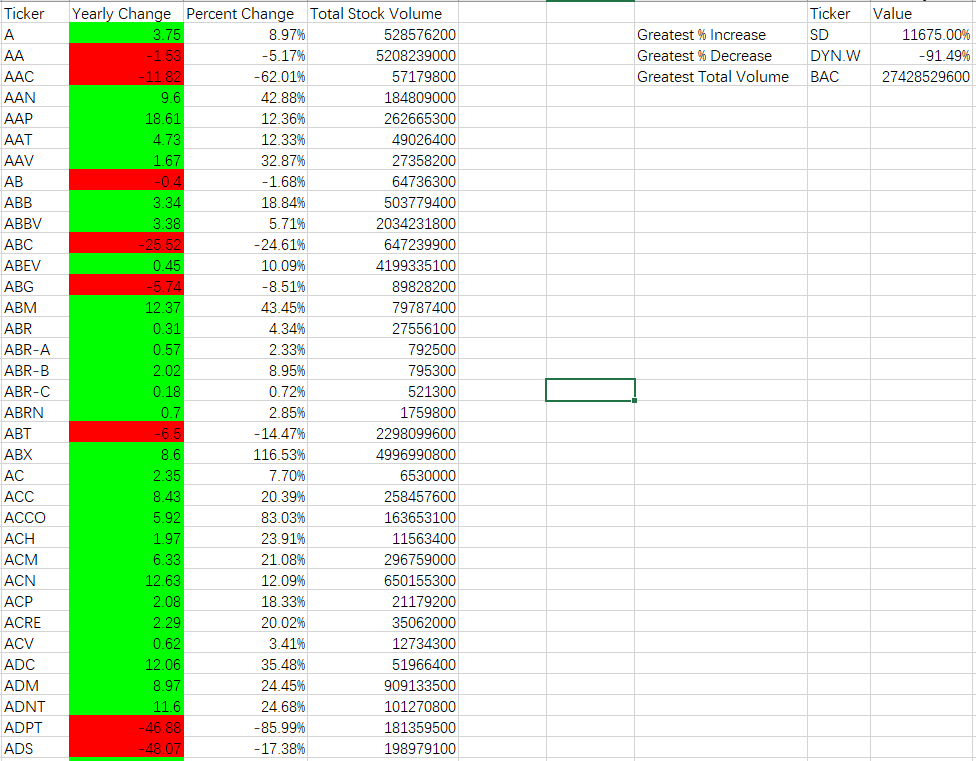 Ticker Yearly Change Percent Change Total Stock Volume Ticker Value
A 3.75 8.97% 528576200 Greatest % Increase SD 11675.00%
AA -1.53 -5.17% 5208239000 Greatest % Decrease DYN.W -91.49%
AAC -11.82 -62.01% 57179800 Greatest Total Volume BAC 27428529600
AAN 9.6 42.88% 184809000
AAP 18.61 12.36% 262665300
AAT 4.73 12.33% 49026400
AAV 1.67 32.87% 27358200
AB -0.4 -1.68% 64736300
ABB 3.34 18.84% 503779400
ABBV 3.38 5.71% 2034231800
ABC -25.52 -24.61% 647239900
ABEV 0.45 10.09% 4199335100
ABG -5.74 -8.51% 89828200
ABM 12.37 43.45% 79787400
ABR 0.31 4.34% 27556100
ABR-A 0.57 2.33% 792500
ABR-B 2.02 8.95% 795300
ABR-C 0.18 0.72% 521300
ABRN 0.7 2.85% 1759800
ABT -6.5 -14.47% 2298099600
ABX 8.6 116.53% 4996990800
AC 2.35 7.70% 6530000
ACC 8.43 20.39% 258457600
ACCO 5.92 83.03% 163653100
ACH 1.97 23.91% 11563400
ACM 6.33 21.08% 296759000
ACN 12.63 12.09% 650155300
ACP 2.08 18.33% 21179200
ACRE 2.29 20.02% 35062000
ACV 0.62 3.41% 12734300
ADC 12.06 35.48% 51966400
ADM 8.97 24.45% 909133500
ADNT 11.6 24.68% 101270800
ADPT -46.88 -85.99% 181359500
ADS -48.07 -17.38% 198979100